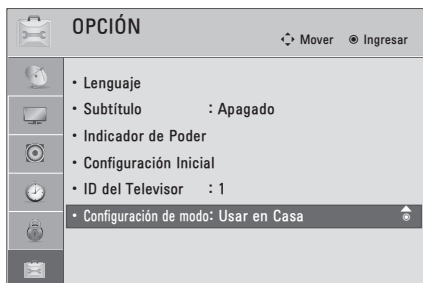 OPCIÓN
Mover Ingresar
• Lenguaje
• Subtítulo : Apagado
• Indicador de Poder
• Configuración Inicial
• ID del Televisor : 1
• Configuración de modo: Usar en Casa